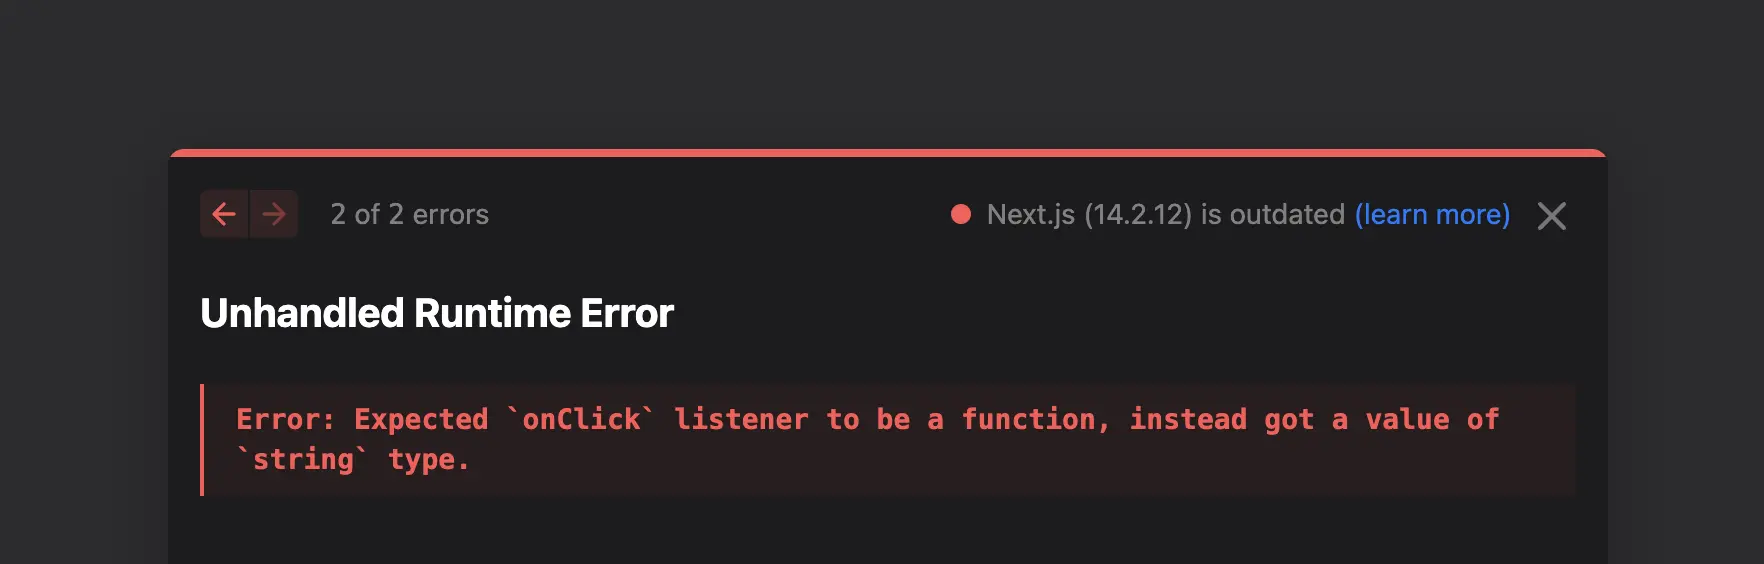 2 of 2 errors
Next.js (14.2.12) is outdated (learn more)
Unhandled Runtime Error
Error: Expected `onClick` listener to be a function, instead got a value of
`string` type.